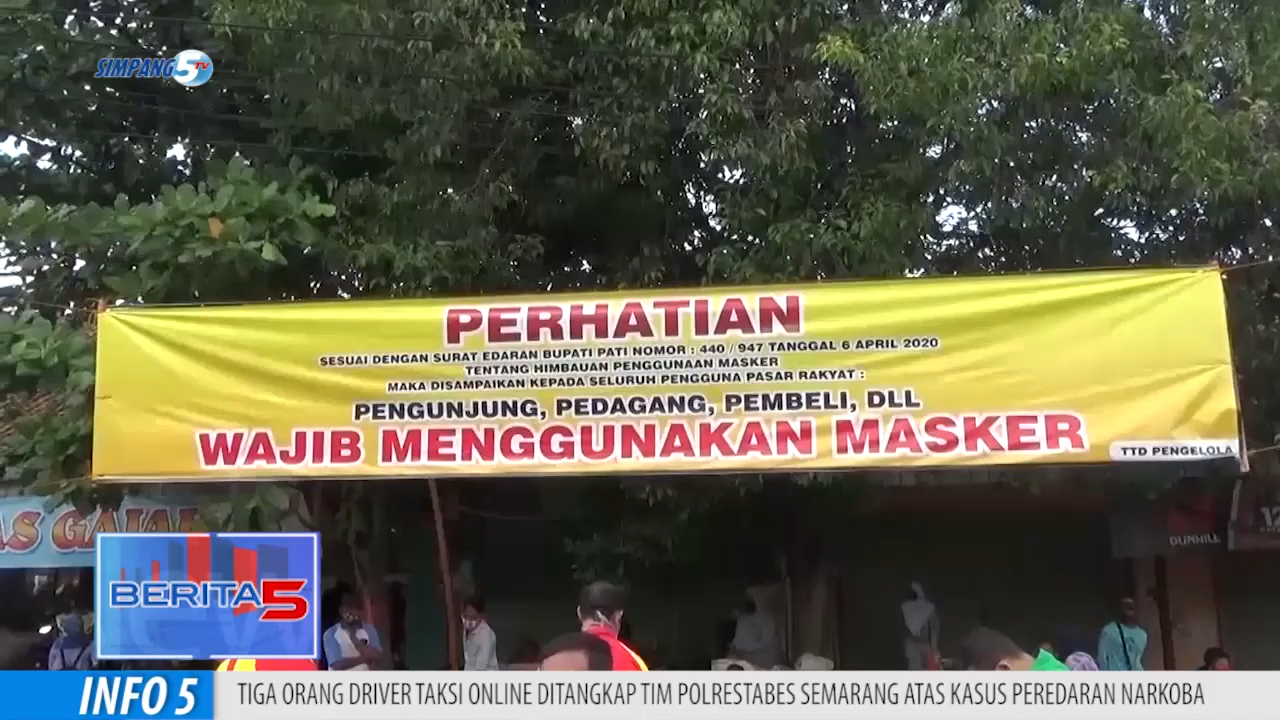 SIMPANG5 TV
PERHATIAN
SESUAI DENGAN SURAT EDARAN BUPATI PATI NOMOR : 440 / 947 TANGGAL 6 APRIL 2020
TENTANG HIMBAUAN PENGGUNAAN MASKER
MAKA DISAMPAIKAN KEPADA SELURUH PENGGUNA PASAR RAKYAT :
PENGUNJUNG, PEDAGANG, PEMBELI, DLL
WAJIB MENGGUNAKAN MASKER
TTD PENGELOLA
DUNHILL
BERITA5
INFO 5
TIGA ORANG DRIVER TAKSI ONLINE DITANGKAP TIM POLRESTABES SEMARANG ATAS KASUS PEREDARAN NARKOBA